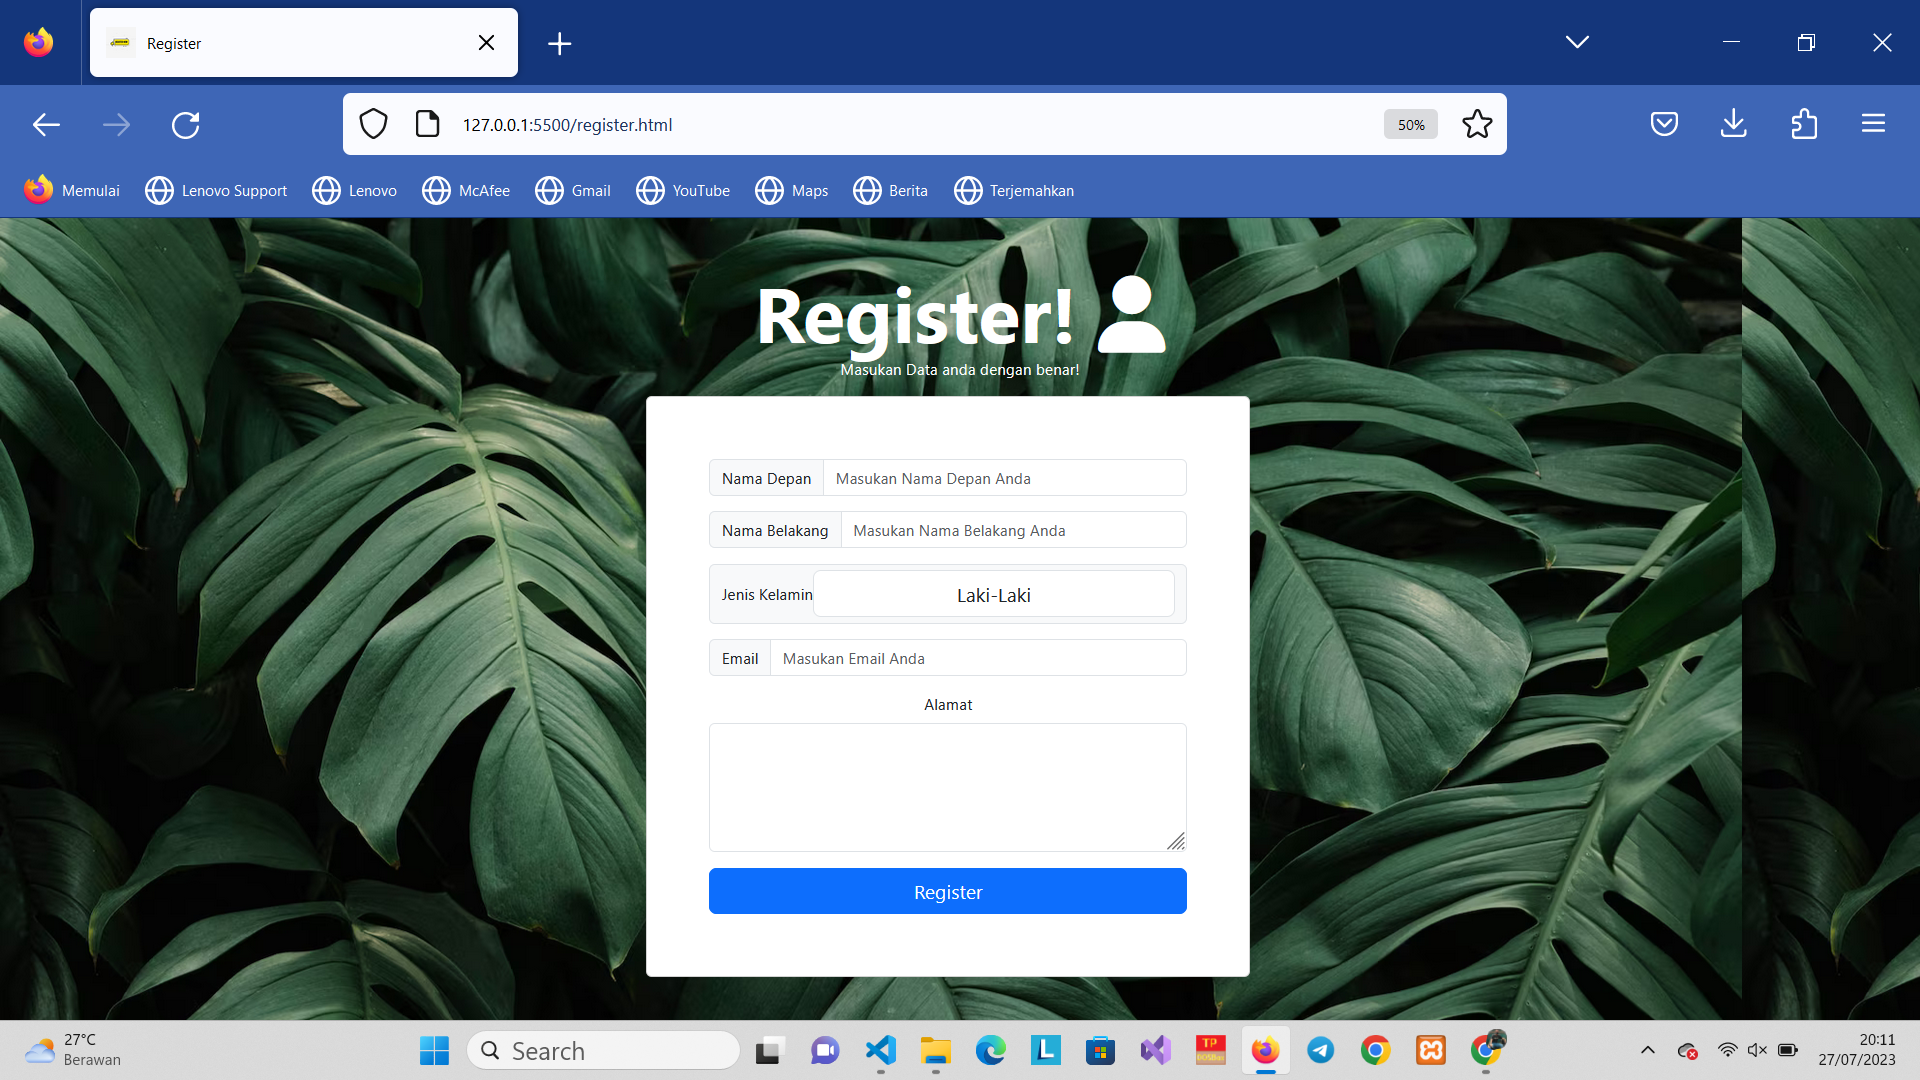 Register
127.0.0.1:5500/register.html
50%
Memulai
Lenovo Support
Lenovo
McAfee
Gmail
YouTube
Maps
Berita
Terjemahkan
Register!
Masukan Data anda dengan benar!
Nama Depan
Masukan Nama Depan Anda
Nama Belakang
Masukan Nama Belakang Anda
Jenis Kelamin
Laki-Laki
Email
Masukan Email Anda
Alamat
Register
27°C
Berawan
Search
L
TP
20:11
27/07/2023